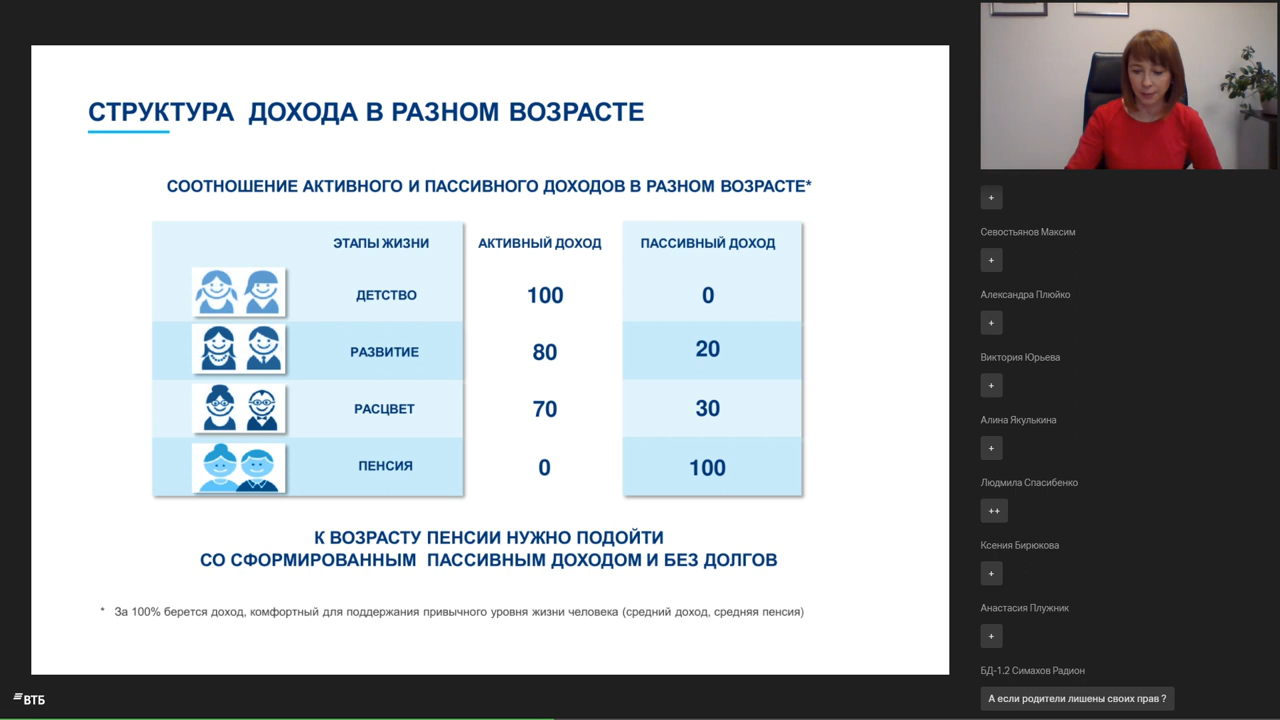 СТРУКТУРА ДОХОДА В РАЗНОМ ВОЗРАСТЕ
СООТНОШЕНИЕ АКТИВНОГО И ПАССИВНОГО ДОХОДОВ В РАЗНОМ ВОЗРАСТЕ*
ЭТАПЫ ЖИЗНИ АКТИВНЫЙ ДОХОД ПАССИВНЫЙ ДОХОД
ДЕТСТВО 100 0
РАЗВИТИЕ 80 20
РАСЦВЕТ 70 30
ПЕНСИЯ 0 100
К ВОЗРАСТУ ПЕНСИИ НУЖНО ПОДОЙТИ
СО СФОРМИРОВАННЫМ ПАССИВНЫМ ДОХОДОМ И БЕЗ ДОЛГОВ
* За 100% берется доход, комфортный для поддержания привычного уровня жизни человека (средний доход, средняя пенсия)
ВТБ
+
Севостьянов Максим
+
Александра Плюйко
+
Виктория Юрьева
+
Алина Якулькина
+
Людмила Спасибенко
++
Ксения Бирюкова
+
Анастасия Плужник
+
БД-1.2 Симахов Радион
А если родители лишены своих прав ?